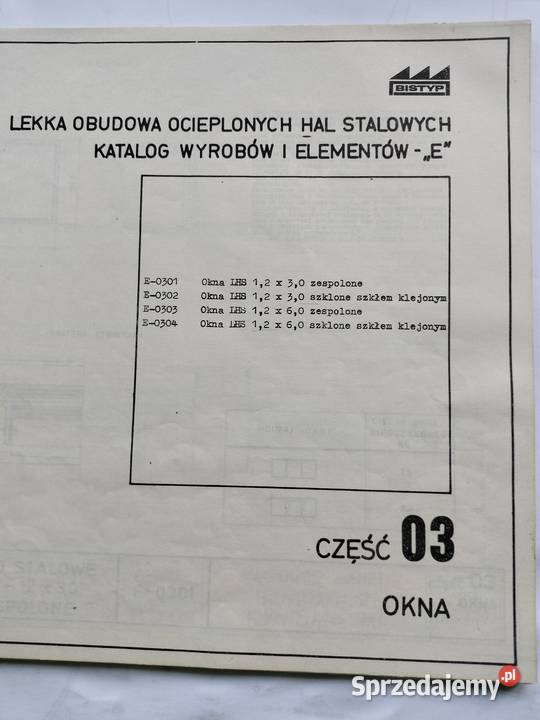 BISTYP
LEKKA OBUDOWA OCIEPLONYCH HAL STALOWYCH
KATALOG WYROBÓW I ELEMENTÓW - „E”
E-0301 Okna LHS 1,2 x 3,0 zespolone
E-0302 Okna LHS 1,2 x 3,0 szklone szkłem klejonym
E-0303 Okna LHS 1,2 x 6,0 zespolone
E-0304 Okna LHS 1,2 x 6,0 szklone szkłem klejonym
CZĘŚĆ 03
OKNA
Sprzedajemy.pl